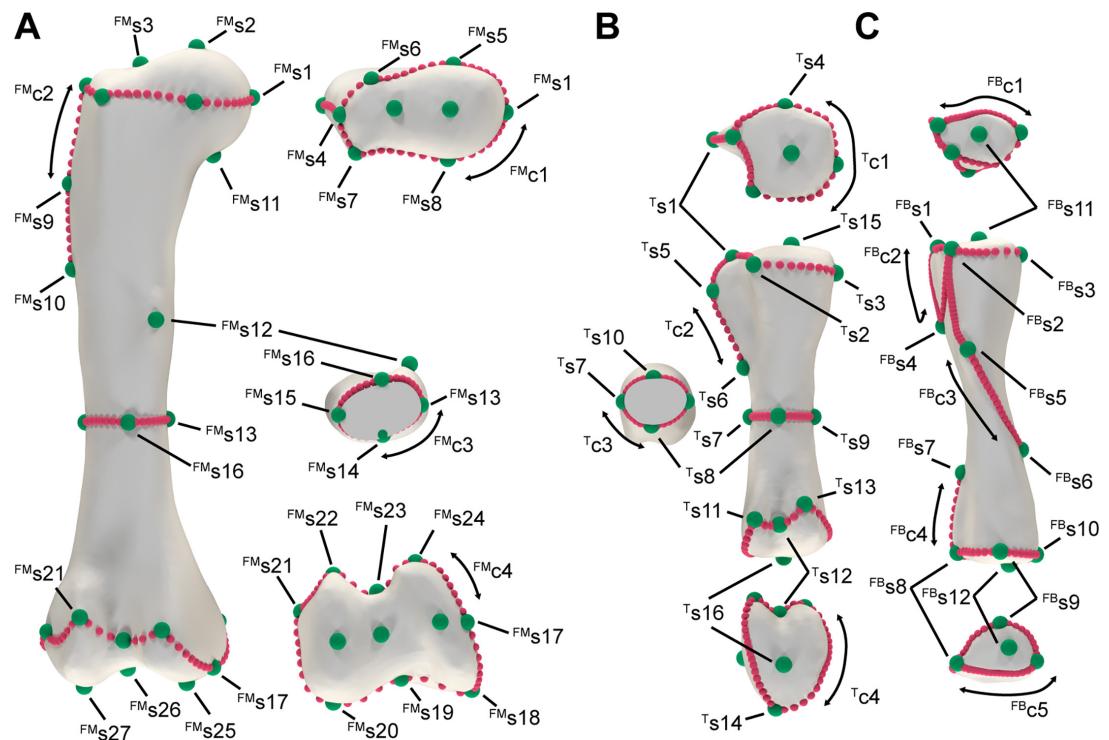 A
FMs3
FMs2
FMs1
FMc2
FMs9
FMs10
FMs11
FMs12
FMs13
FMs16
FMs21
FMs17
FMs26
FMs27
FMs25
FMs6
FMs5
FMs1
FMs4
FMs7
FMs8
FMc1
FMs16
FMs15
FMs13
FMs14
FMc3
FMs23
FMs22
FMs24
FMs21
FMc4
FMs17
FMs20
FMs19
FMs18
B
Ts4
Tc1
Ts1
Ts15
Ts5
Ts3
Ts2
Tc2
Ts10
Ts7
Ts6
Tc3
Ts7
Ts9
Ts8
Ts11
Ts13
Ts12
Ts16
Tc4
Ts14
C
FBc1
FBs1
FBs11
FBc2
FBs3
FBs2
FBs4
FBs5
FBc3
FBs7
FBs6
FBc4
FBs10
FBs8
FBs12
FBs9
FBc5